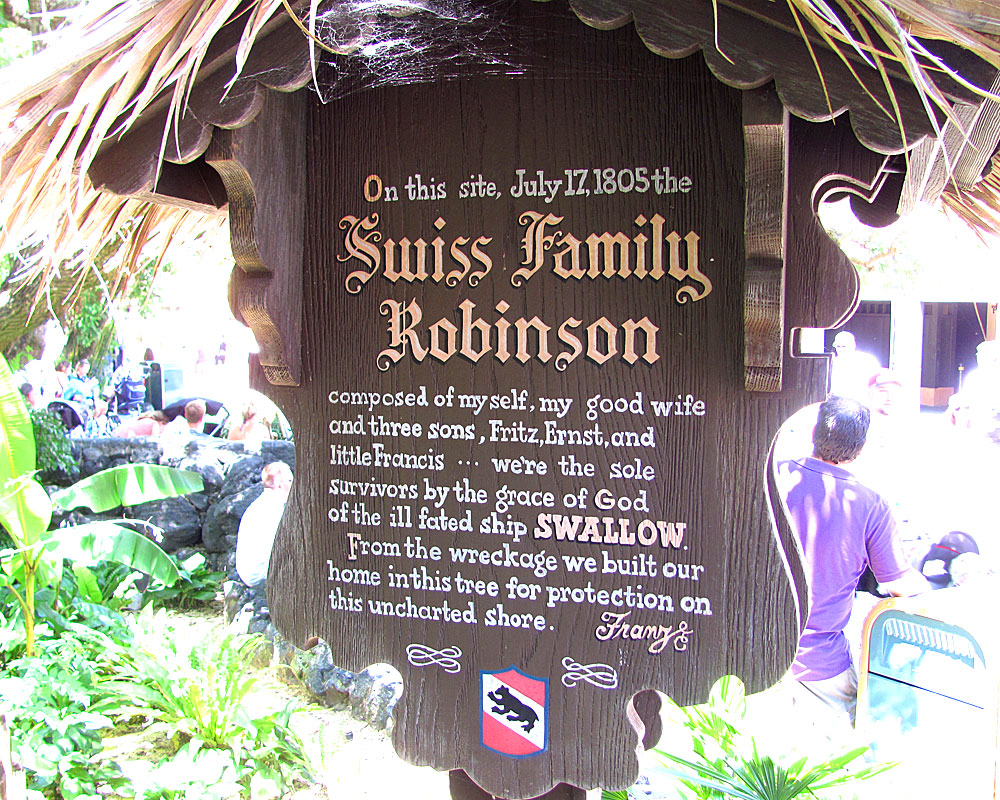 On this site, July 17, 1805 the
Swiss Family
Robinson
composed of myself, my good wife
and three sons, Fritz, Ernst, and
little Francis ... we're the sole
survivors by the grace of God
of the ill fated ship SWALLOW.
From the wreckage we built our
home in this tree for protection on
this uncharted shore.
Franz